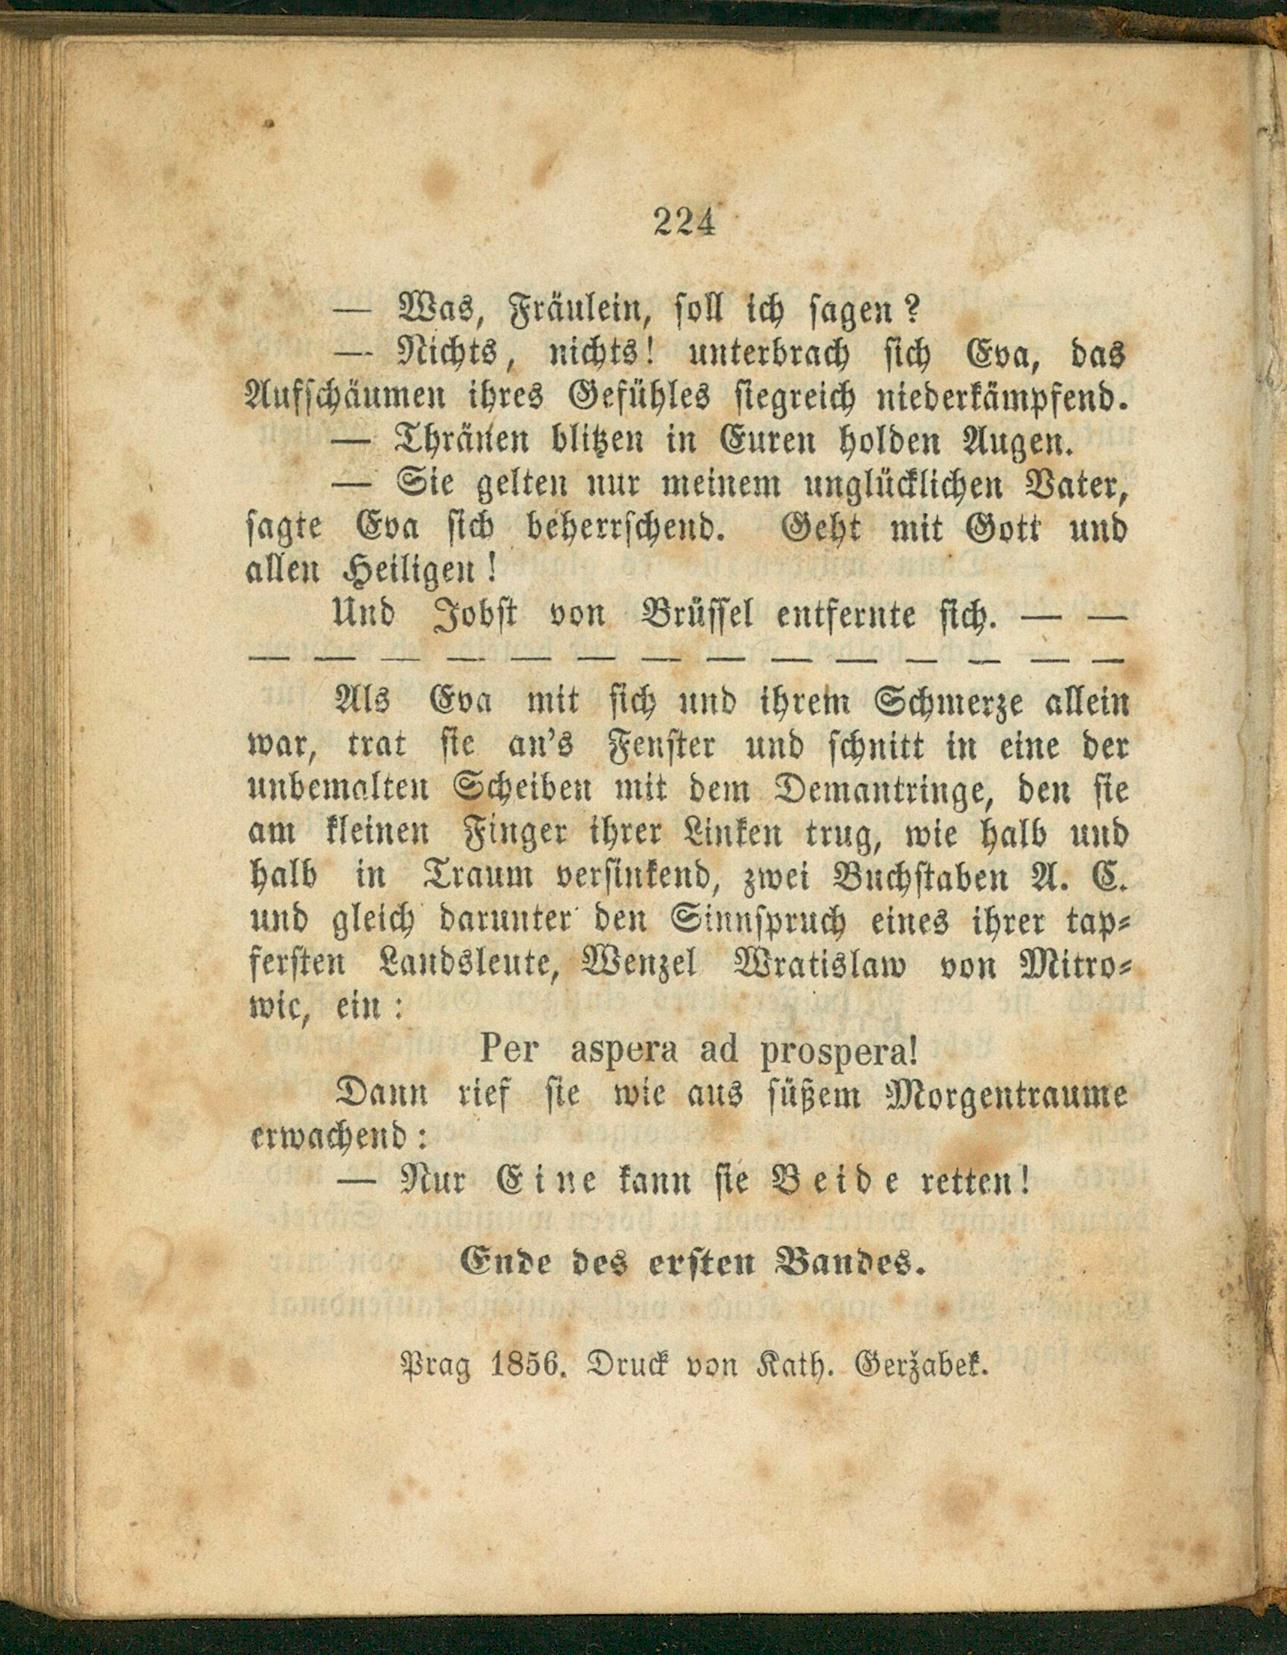 224
— Was, Fräulein, soll ich sagen?
— Nichts, nichts! unterbrach sich Eva, das
Aufschäumen ihres Gefühles siegreich niederkämpfend.
— Thränen blitzen in Euren holden Augen.
— Sie gelten nur meinem unglücklichen Vater,
sagte Eva sich beherrschend. Geht mit Gott und
allen Heiligen!
Und Jobst von Brüssel entfernte sich. — —
— — — — — — — — — — — — — —
Als Eva mit sich und ihrem Schmerze allein
war, trat sie an's Fenster und schnitt in eine der
unbemalten Scheiben mit dem Demantringe, den sie
am kleinen Finger ihrer Linken trug, wie halb und
halb in Traum versinkend, zwei Buchstaben A. C.
und gleich darunter den Sinnspruch eines ihrer tap-
fersten Landsleute, Wenzel Wratislaw von Mitro-
wic, ein:
Per aspera ad prospera!
Dann rief sie wie aus süßem Morgentraume
erwachend:
— Nur Eine kann sie Beide retten!
Ende des ersten Bandes.
Prag 1856. Druck von Kath. Geržabek.